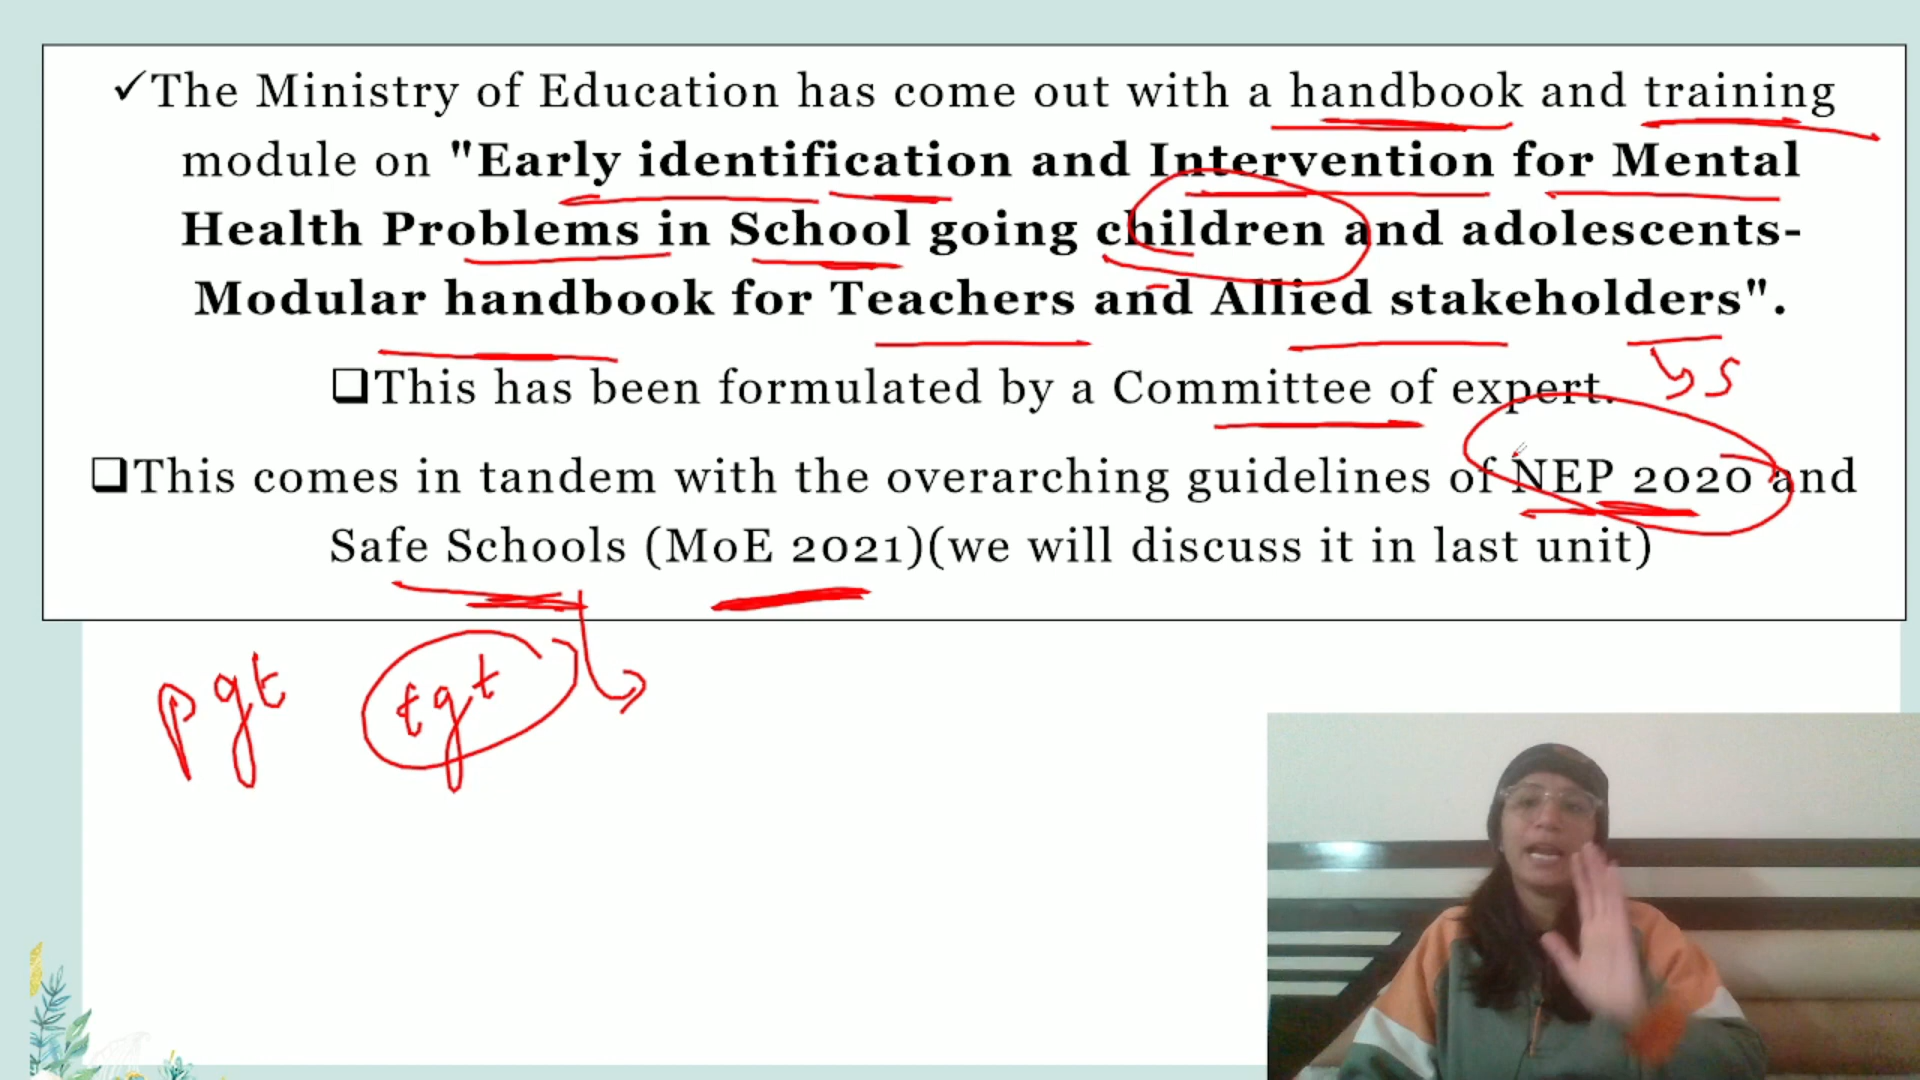 ✓The Ministry of Education has come out with a handbook and training
module on "Early identification and Intervention for Mental
Health Problems in School going children and adolescents-
Modular handbook for Teachers and Allied stakeholders".
❑This has been formulated by a Committee of expert.
❑This comes in tandem with the overarching guidelines of NEP 2020 and
Safe Schools (MoE 2021)(we will discuss it in last unit)
pgt tgt